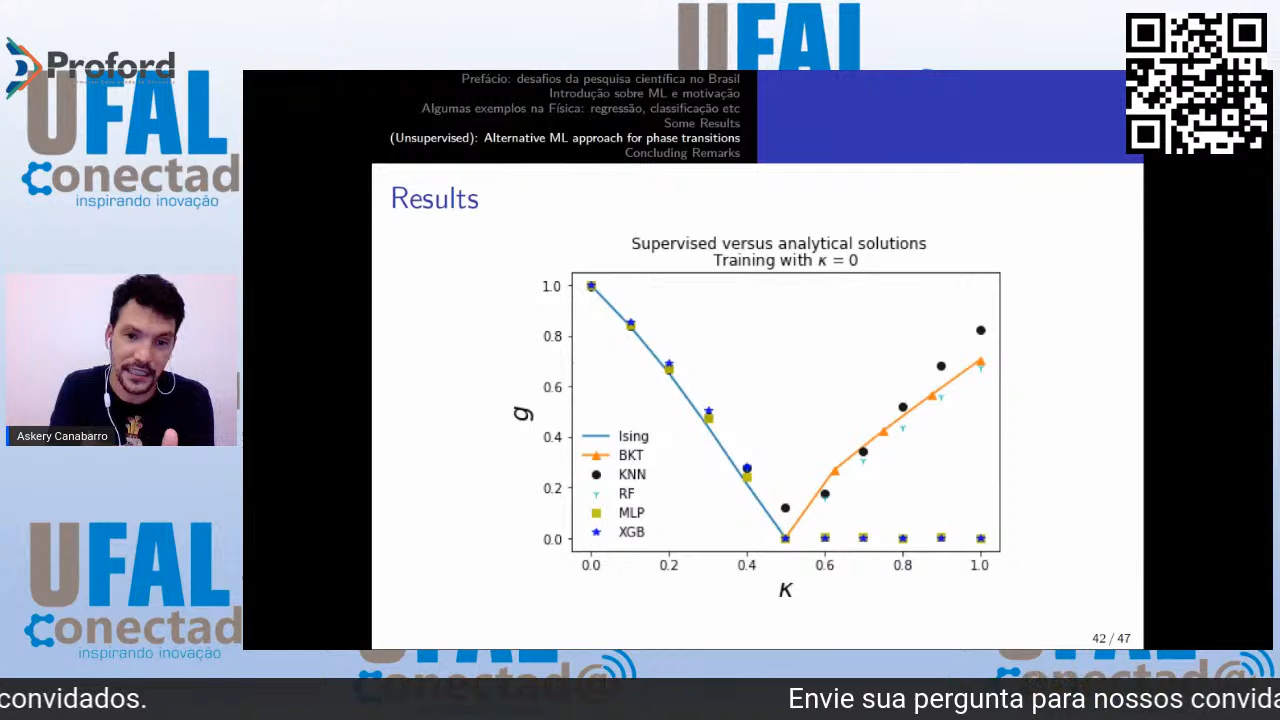 Proford
UFAL
Conectad
inspirando inovação
UFAL
Prefácio: desafios da pesquisa científica no Brasil
Introdução sobre ML e motivação
Algumas exemplos na Física: regressão, classificação etc
Some Results
(Unsupervised): Alternative ML approach for phase transitions
Concluding Remarks
Results
Supervised versus analytical solutions
Training with κ = 0
g
1.0
0.8
0.6
0.4
0.2
0.0
Ising
BKT
KNN
RF
MLP
XGB
0.0 0.2 0.4 0.6 0.8 1.0
κ
42 / 47
Askery Canabarro
UFAL
Conectad
inspirando inovação
Conectad@
Conectad@
convidados.
Envie sua pergunta para nossos convida